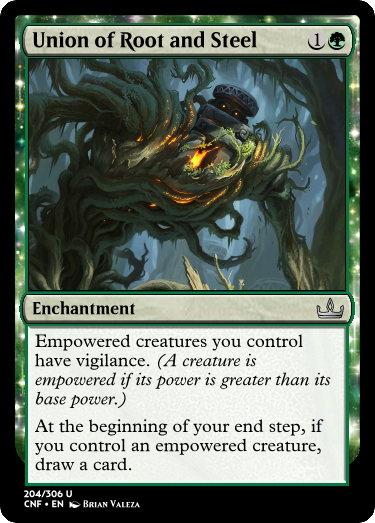 Union of Root and Steel 1
Enchantment
Empowered creatures you control
have vigilance. (A creature is
empowered if its power is greater than its
base power.)
At the beginning of your end step, if
you control an empowered creature,
draw a card.
204/306 U
CNF • EN Brian Valeza